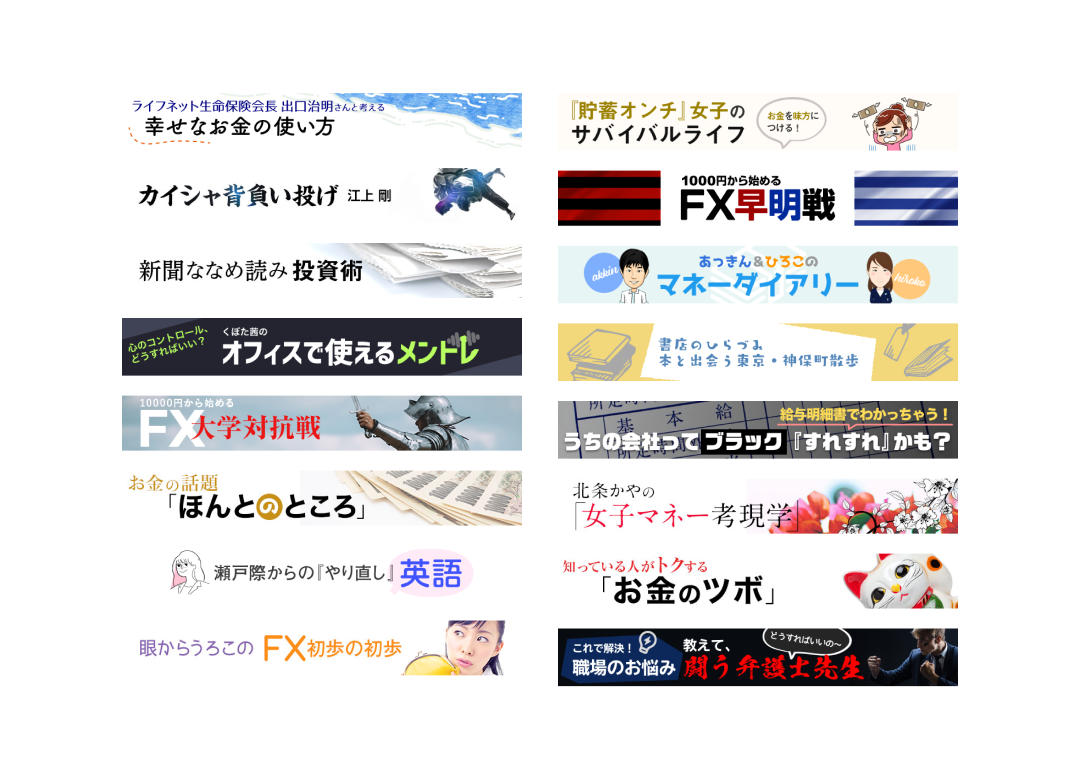 ライフネット生命保険会長 出口治明さんと考える
幸せなお金の使い方
カイシャ背負い投げ 江上 剛
新聞ななめ読み 投資術
心のコントロール、
どうすればいい？
くぼた茜の
オフィスで使えるメントレ
10000円から始める
FX大学対抗戦
お金の話題
「ほんとのところ」
瀬戸際からの『やり直し』英語
眼からうろこの FX初歩の初歩
『貯蓄オンチ』女子の
サバイバルライフ
お金を味方に
つける！
1000円から始める
FX早明戦
akkin
あっきん&ひろこの
マネーダイアリー
hiroko
書店のひらづみ
本と出会う東京・神保町散歩
基本給
給与明細書でわかっちゃう！
うちの会社ってブラック『すれすれ』かも？
北条かやの
「女子マネー考現学」
知っている人がトクする
「お金のツボ」
これで解決！
職場のお悩み
教えて、
闘う弁護士先生
どうすればいいの〜